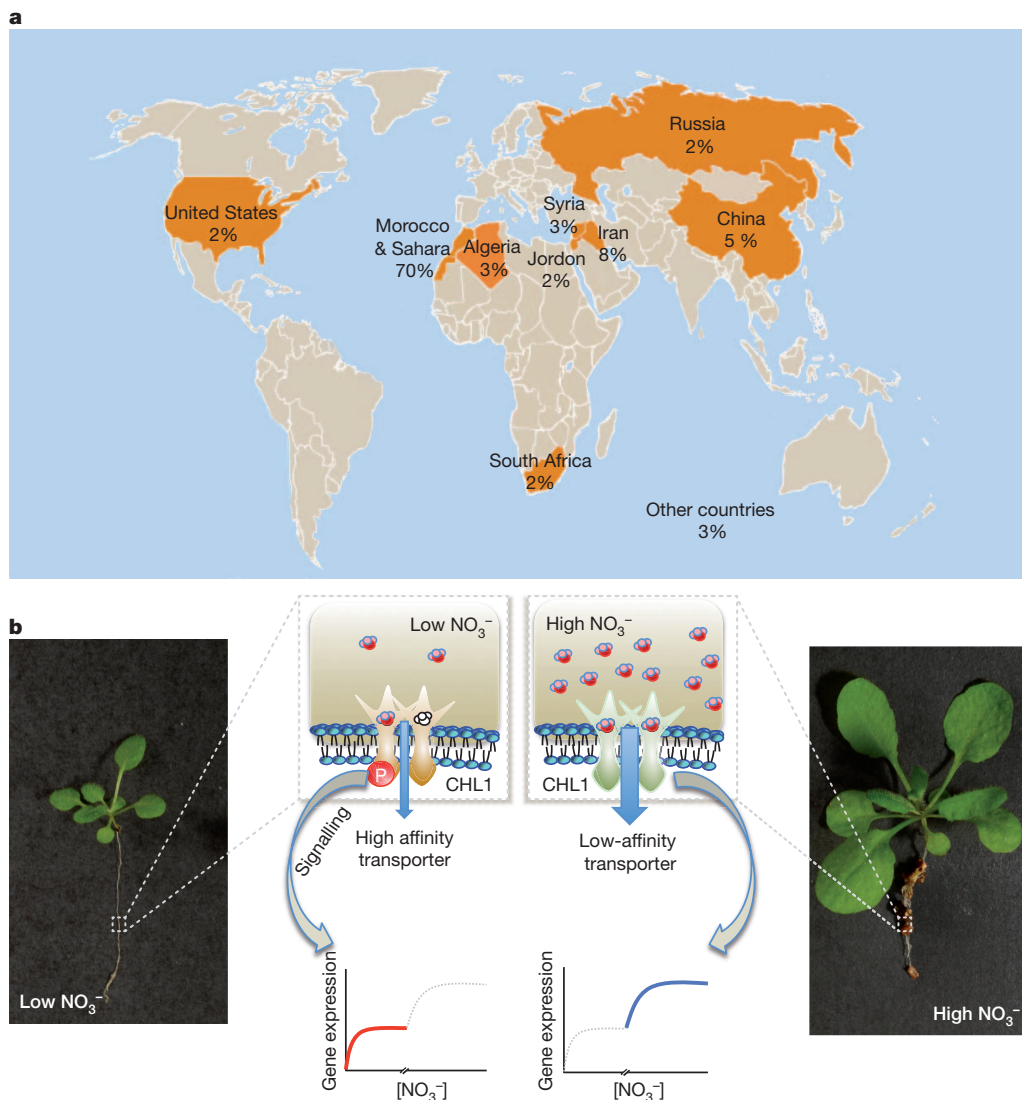 a
Russia
2%
United States
2%
Syria
3%
China
5 %
Morocco
& Sahara
70%
Algeria
3%
Iran
8%
Jordon
2%
South Africa
2%
Other countries
3%
b
Low NO₃⁻
High NO₃⁻
P
CHL1
CHL1
Signalling
High affinity
transporter
Low-affinity
transporter
Low NO₃⁻
High NO₃⁻
Gene expression
[NO₃⁻]
Gene expression
[NO₃⁻]